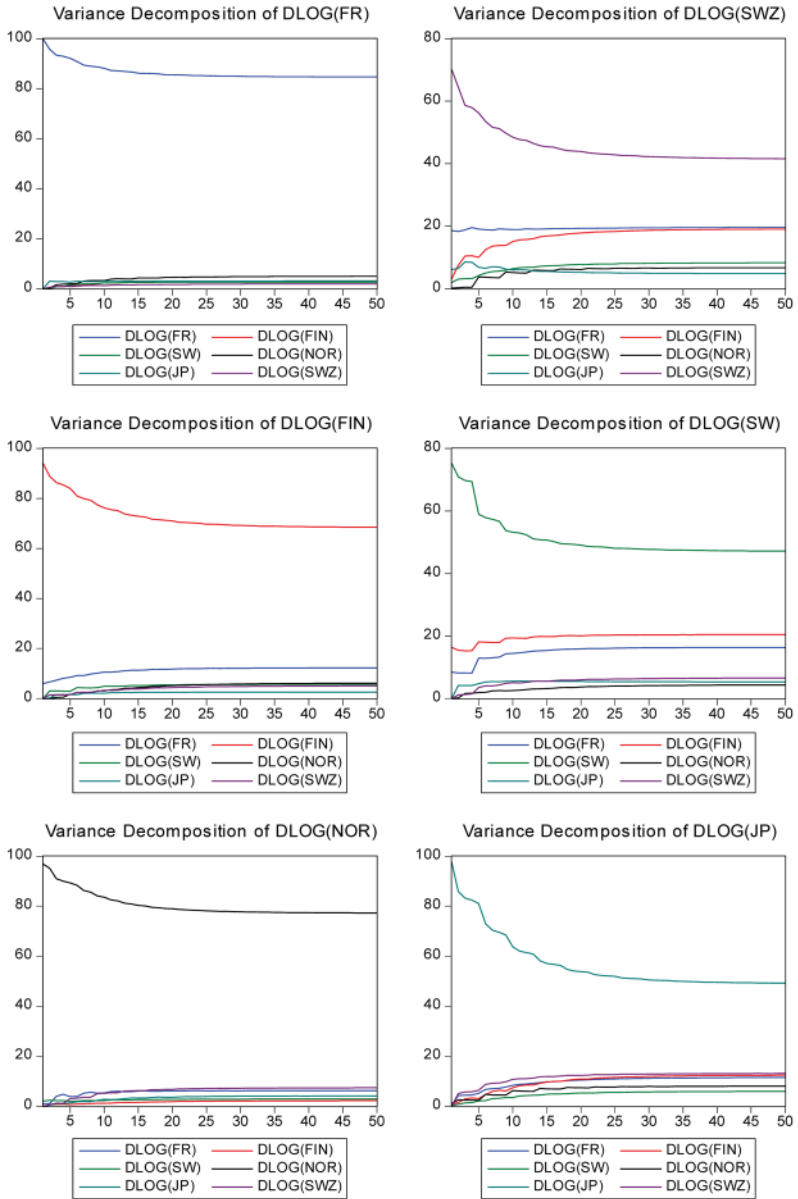 Variance Decomposition of DLOG(FR)
100
80
60
40
20
0
5 10 15 20 25 30 35 40 45 50
DLOG(FR) DLOG(FIN)
DLOG(SW) DLOG(NOR)
DLOG(JP) DLOG(SWZ)
Variance Decomposition of DLOG(SWZ)
80
60
40
20
0
5 10 15 20 25 30 35 40 45 50
DLOG(FR) DLOG(FIN)
DLOG(SW) DLOG(NOR)
DLOG(JP) DLOG(SWZ)
Variance Decomposition of DLOG(FIN)
100
80
60
40
20
0
5 10 15 20 25 30 35 40 45 50
DLOG(FR) DLOG(FIN)
DLOG(SW) DLOG(NOR)
DLOG(JP) DLOG(SWZ)
Variance Decomposition of DLOG(SW)
80
60
40
20
0
5 10 15 20 25 30 35 40 45 50
DLOG(FR) DLOG(FIN)
DLOG(SW) DLOG(NOR)
DLOG(JP) DLOG(SWZ)
Variance Decomposition of DLOG(NOR)
100
80
60
40
20
0
5 10 15 20 25 30 35 40 45 50
DLOG(FR) DLOG(FIN)
DLOG(SW) DLOG(NOR)
DLOG(JP) DLOG(SWZ)
Variance Decomposition of DLOG(JP)
100
80
60
40
20
0
5 10 15 20 25 30 35 40 45 50
DLOG(FR) DLOG(FIN)
DLOG(SW) DLOG(NOR)
DLOG(JP) DLOG(SWZ)